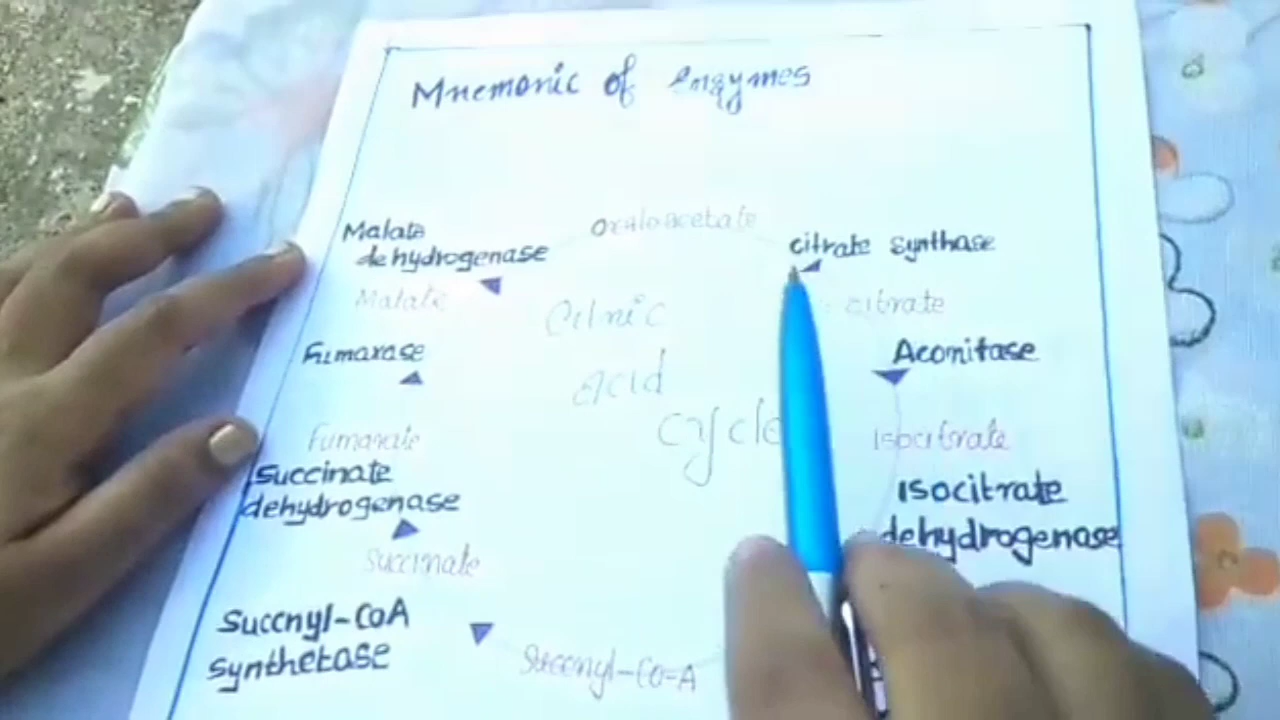 Mnemonic of enzymes
Oxaloacetate
Malate
dehydrogenase
citrate synthase
Malate
citrate
Citric
acid
cycle
Fumarase
Aconitase
Fumarate
Isocitrate
Succinate
dehydrogenase
Isocitrate
dehydrogenase
Succinate
Succnyl-CoA
synthetase
Succnyl-Co-A